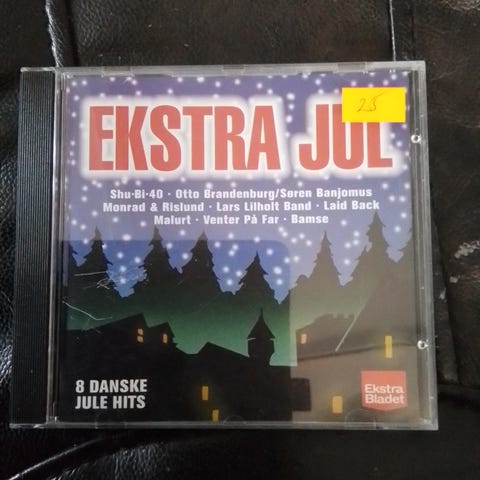 EKSTRA JUL
25
Shu·Bi·40 · Otto Brandenburg/Søren Banjomus
Monrad & Rislund · Lars Lilholt Band · Laid Back
Malurt · Venter På Far · Bamse
8 DANSKE
JULE HITS
Ekstra
Bladet